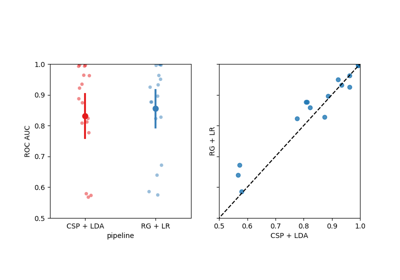 1.0
0.9
0.8
0.7
0.6
0.5
ROC AUC
CSP + LDA
RG + LR
pipeline
RG + LR
0.5
0.6
0.7
0.8
0.9
1.0
CSP + LDA